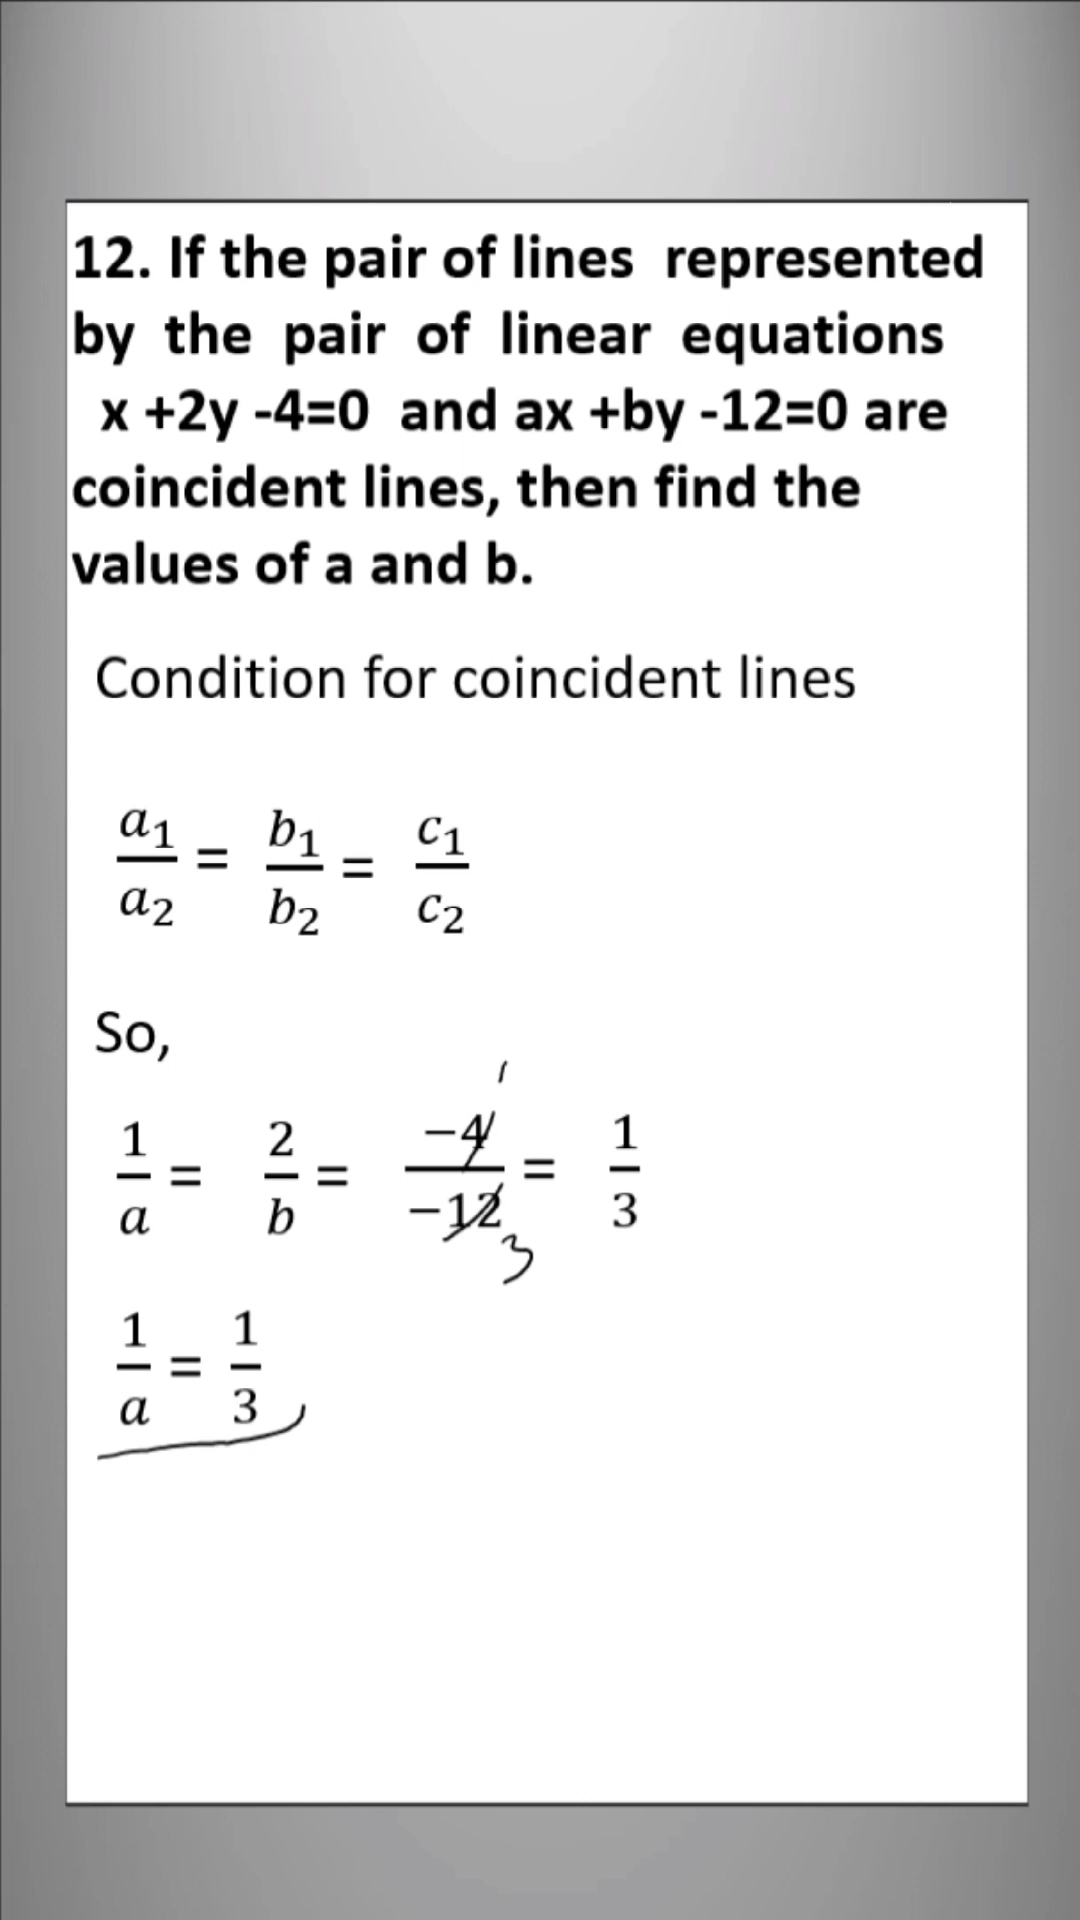 12. If the pair of lines represented
by the pair of linear equations
x +2y -4=0 and ax +by -12=0 are
coincident lines, then find the
values of a and b.
Condition for coincident lines
a₁/a₂ = b₁/b₂ = c₁/c₂
So,
1
1/a = 2/b = −4/−12 = 1/3
3
1/a = 1/3